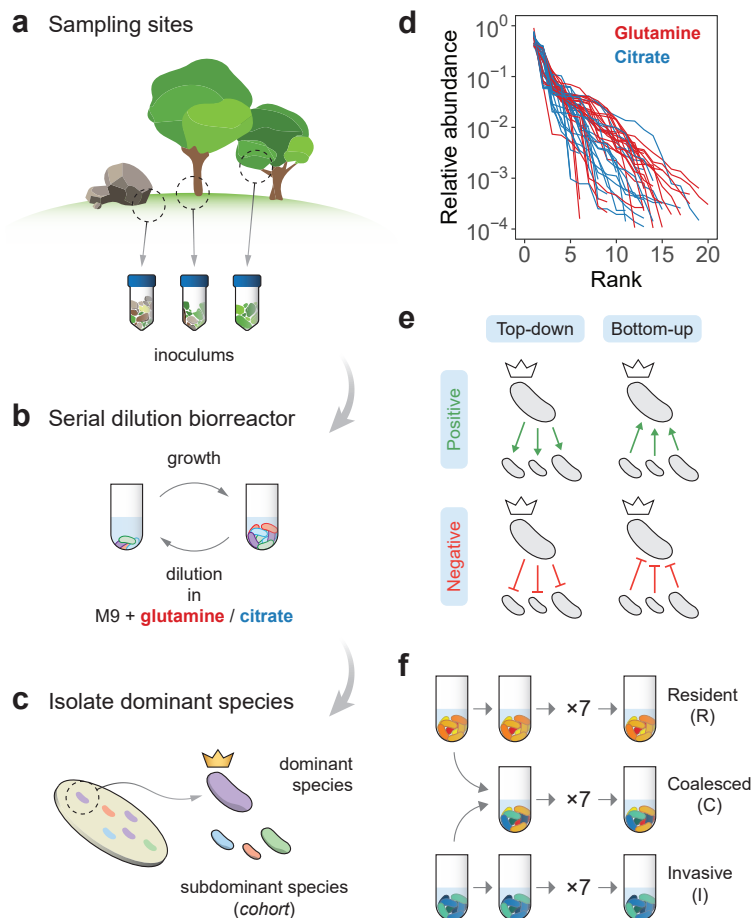 a Sampling sites
inoculums
b Serial dilution biorreactor
growth
dilution
in
M9 + glutamine / citrate
c Isolate dominant species
dominant
species
subdominant species
(cohort)
d
Glutamine
Citrate
Relative abundance
10⁰
10⁻¹
10⁻²
10⁻³
10⁻⁴
0 5 10 15 20
Rank
e
Top-down Bottom-up
Positive
Negative
f
×7 Resident
(R)
×7 Coalesced
(C)
×7 Invasive
(I)